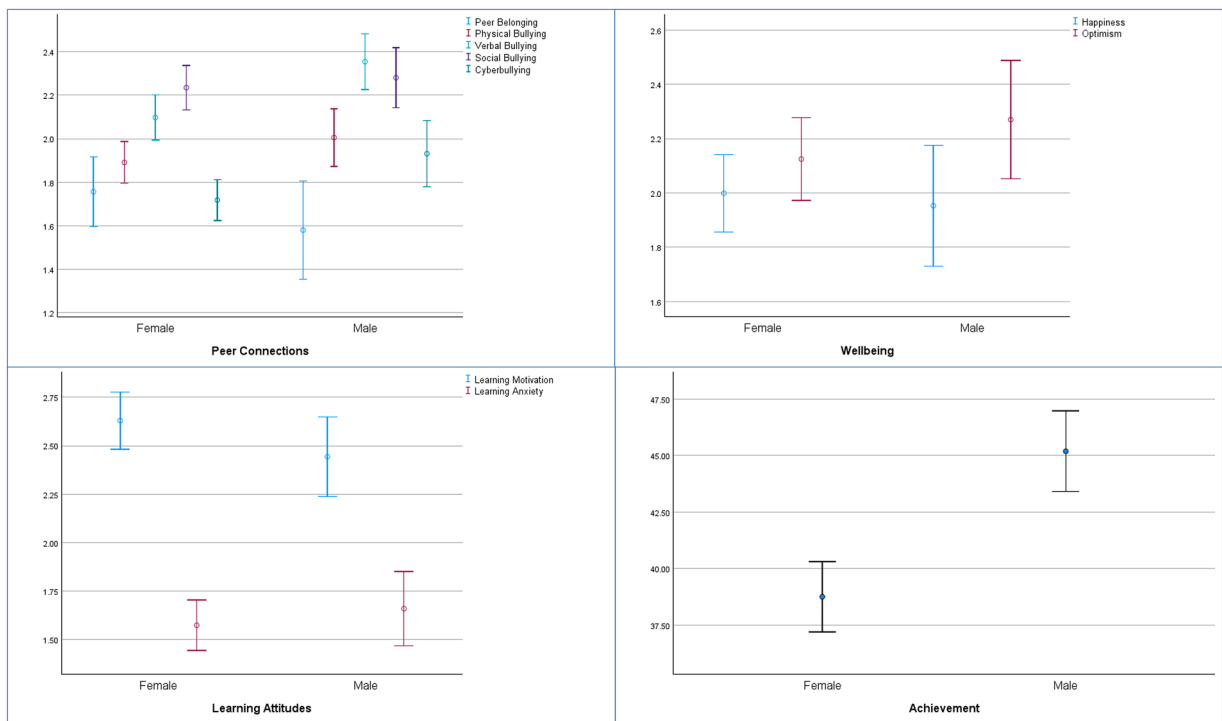 Peer Belonging
Physical Bullying
Verbal Bullying
Social Bullying
Cyberbullying
2.4
2.2
2.0
1.8
1.6
1.4
1.2
Female Male
Peer Connections
Happiness
Optimism
2.6
2.4
2.2
2.0
1.8
1.6
Female Male
Wellbeing
Learning Motivation
Learning Anxiety
2.75
2.50
2.25
2.00
1.75
1.50
Female Male
Learning Attitudes
47.50
45.00
42.50
40.00
37.50
Female Male
Achievement